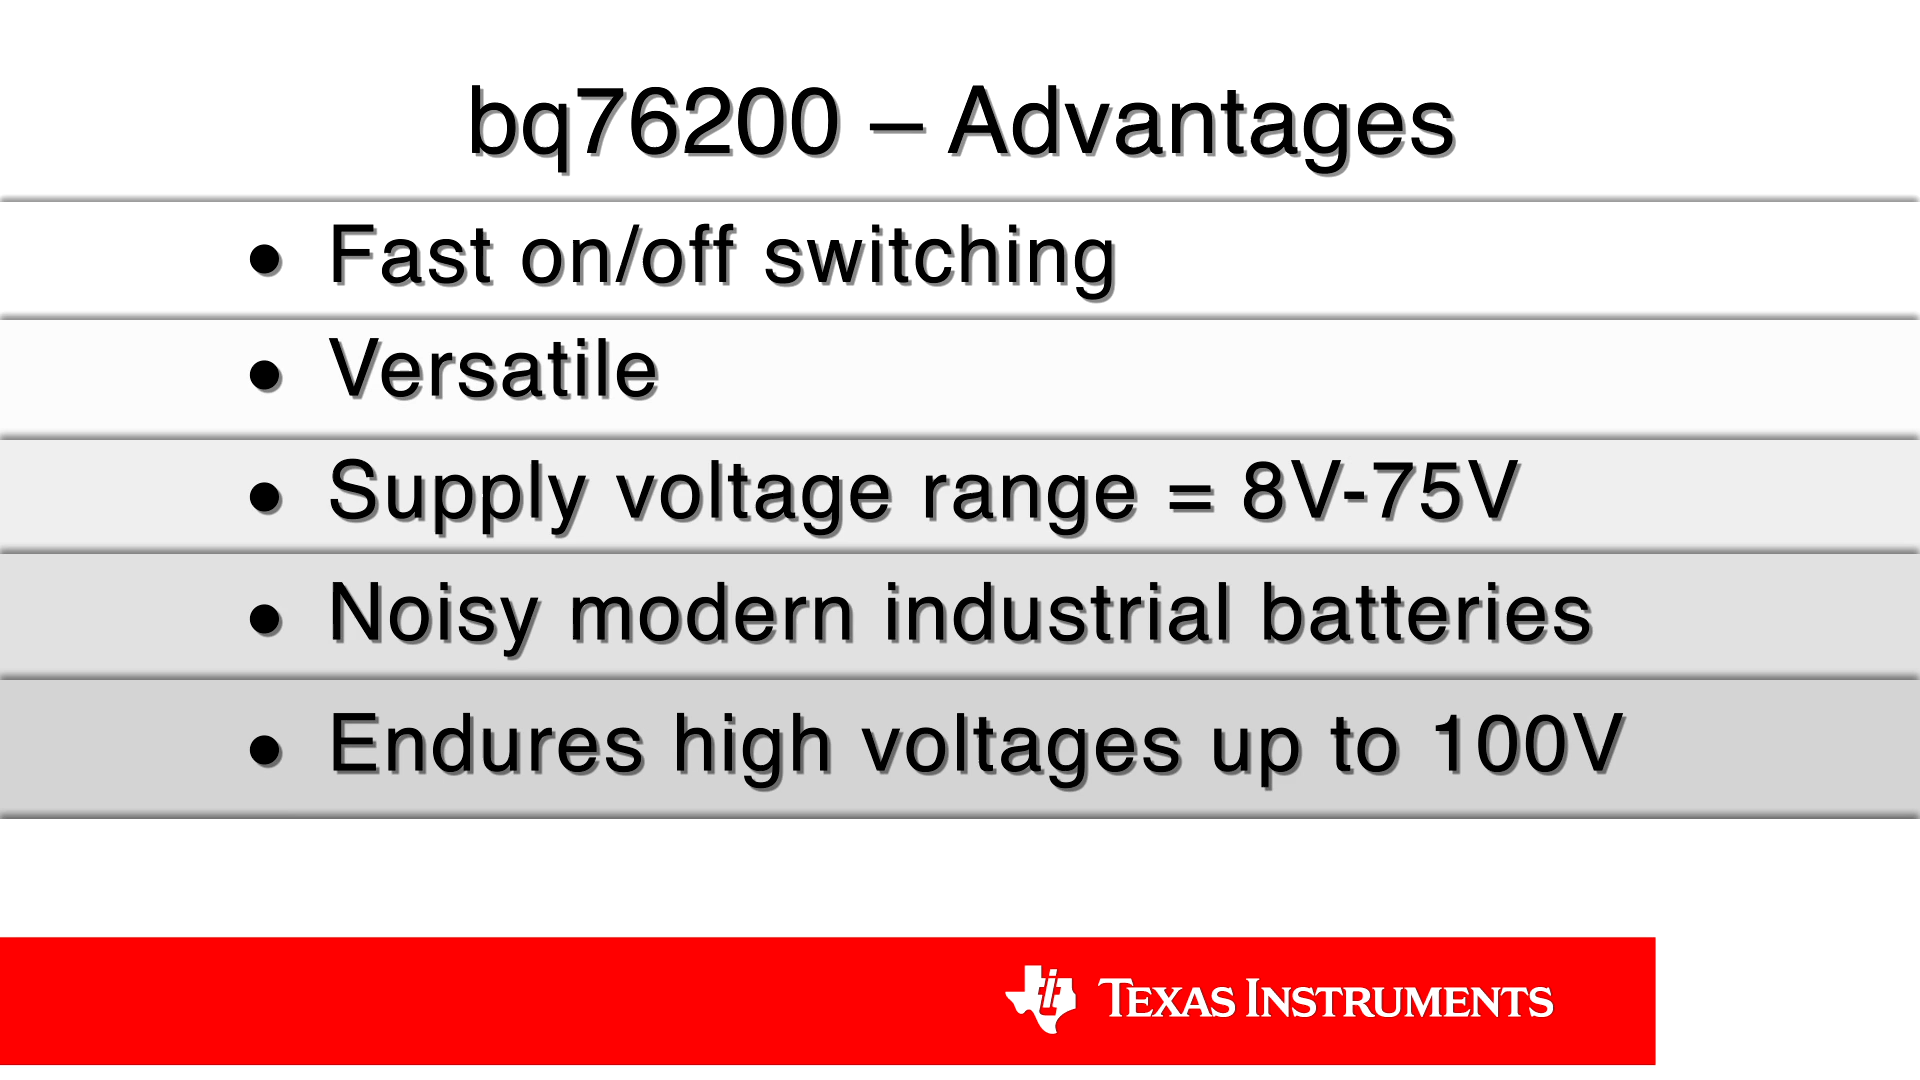 bq76200 – Advantages
• Fast on/off switching
• Versatile
• Supply voltage range = 8V-75V
• Noisy modern industrial batteries
• Endures high voltages up to 100V
TEXAS INSTRUMENTS